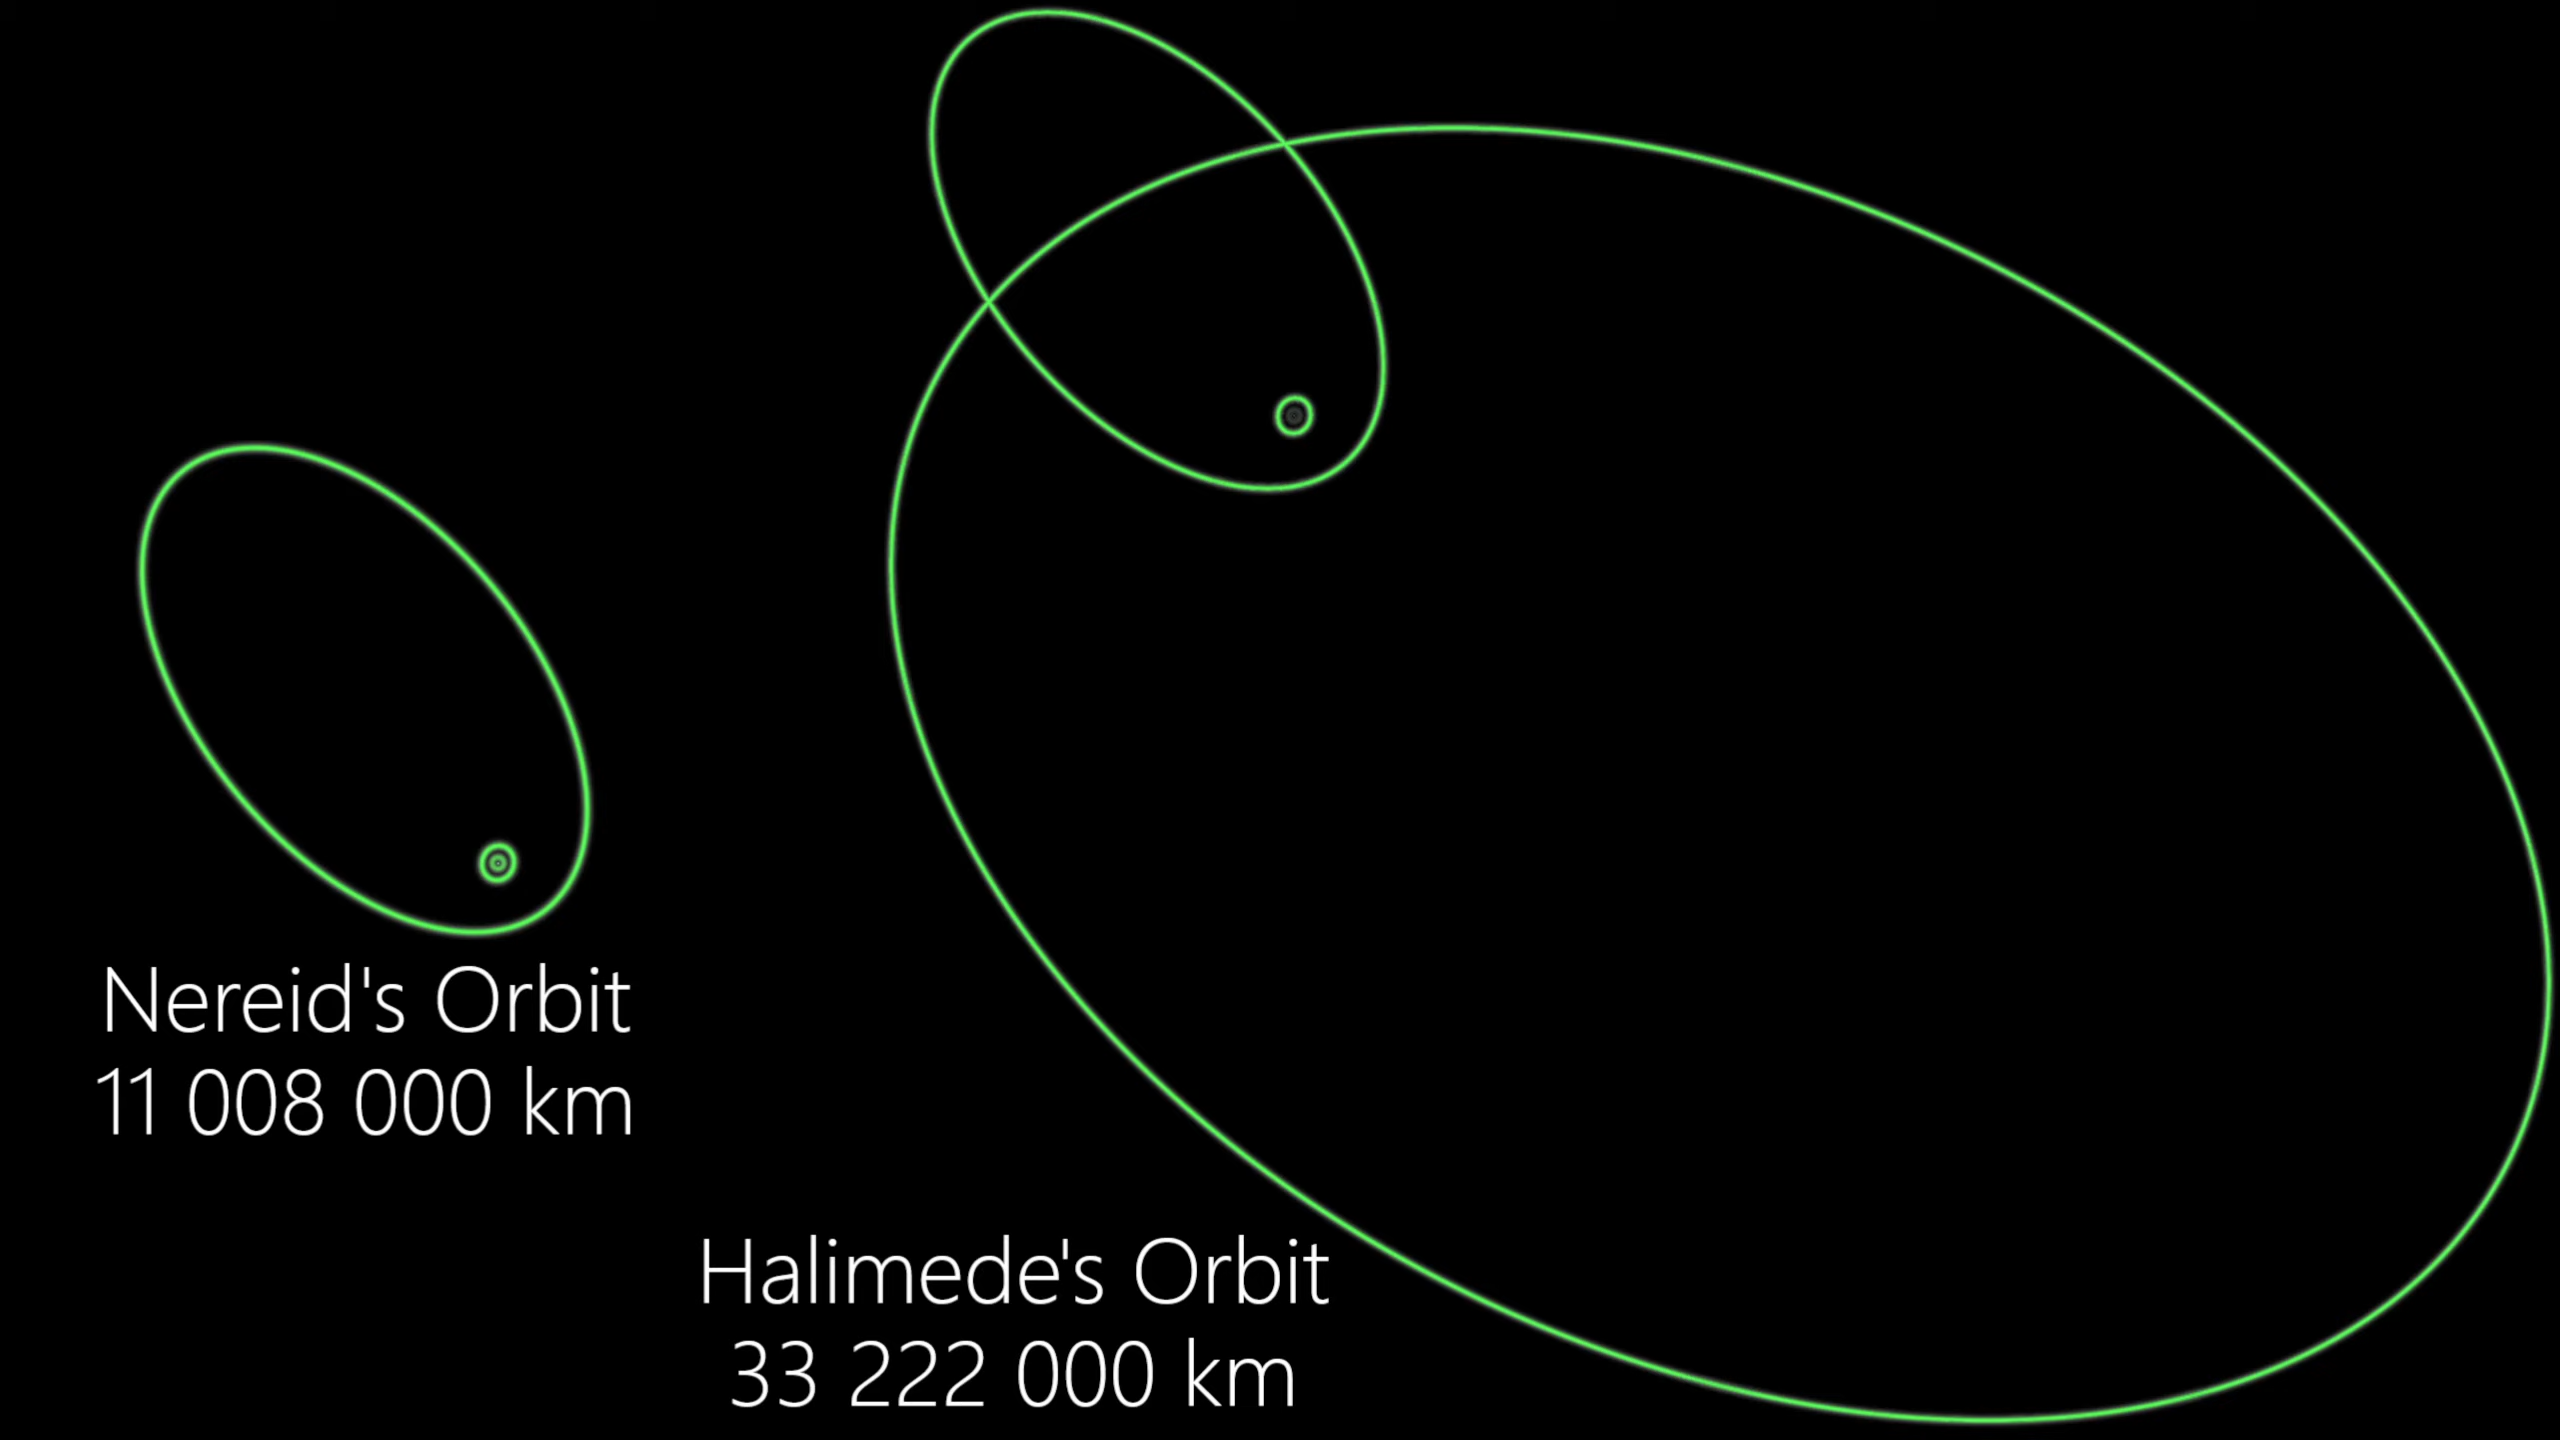 Nereid's Orbit
11 008 000 km
Halimede's Orbit
33 222 000 km